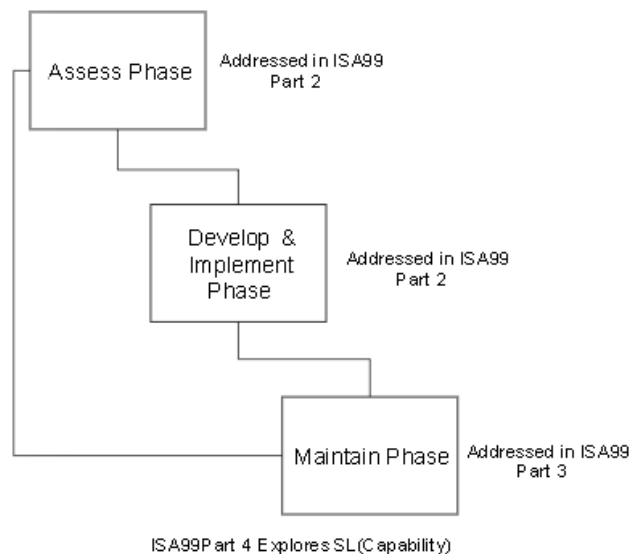 Assess Phase
Addressed in ISA99
Part 2
Develop &
Implement
Phase
Addressed in ISA99
Part 2
Maintain Phase
Addressed in ISA99
Part 3
ISA99Part 4 Explores SL(Capability)